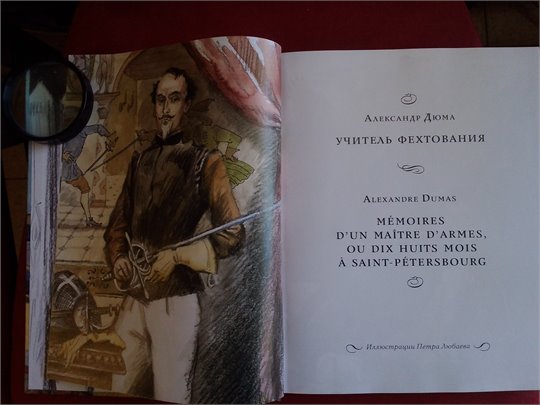 Александр Дюма
УЧИТЕЛЬ ФЕХТОВАНИЯ
Alexandre Dumas
MÉMOIRES
D'UN MAÎTRE D'ARMES,
OU DIX HUITS MOIS
À SAINT-PÉTERSBOURG
Иллюстрации Петра Любаева